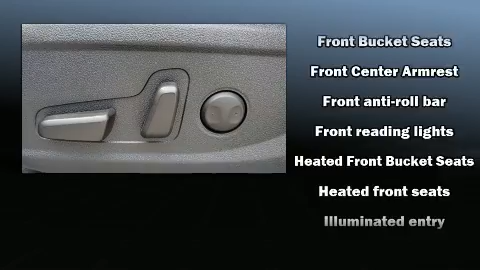 Front Bucket Seats
Front Center Armrest
Front anti-roll bar
Front reading lights
Heated Front Bucket Seats
Heated front seats
Illuminated entry